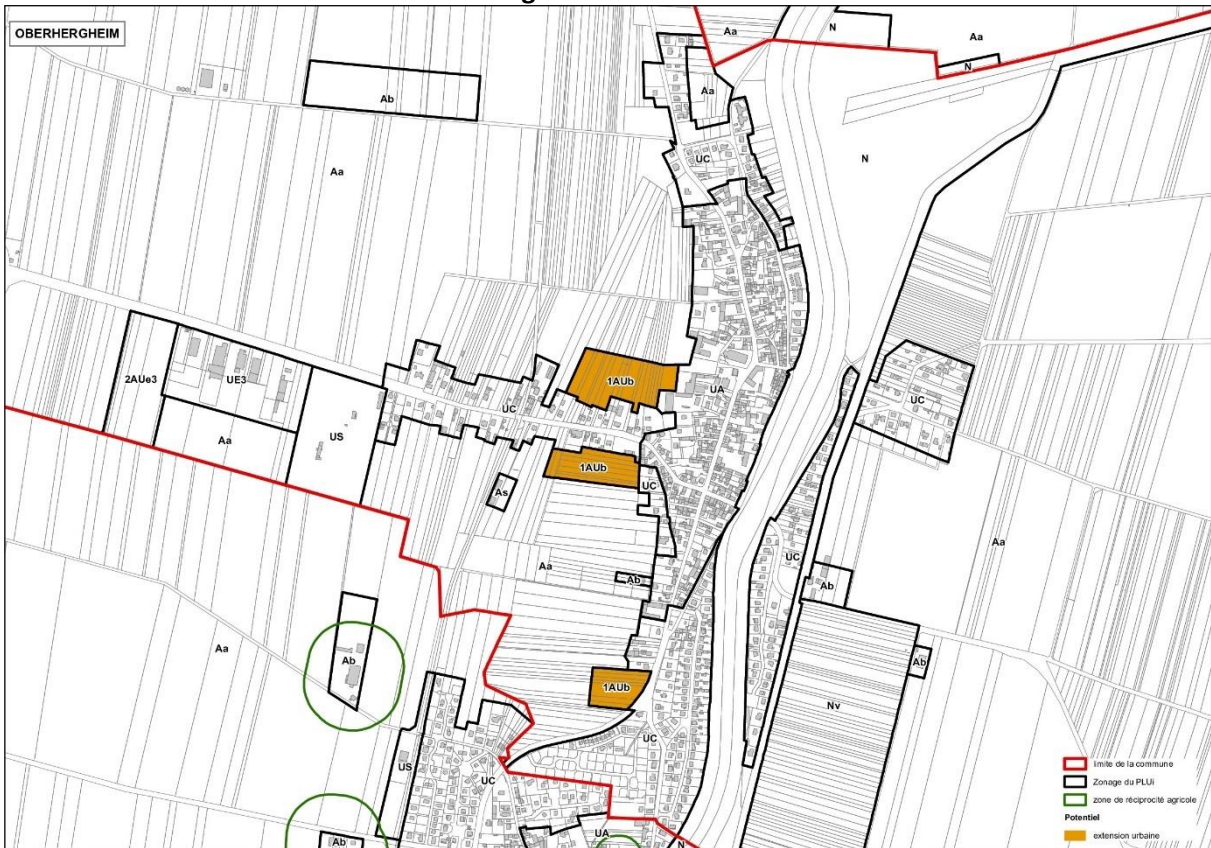 OBERHERGHEIM
Aa
N
Aa
N
Ab
Aa
Aa
UC
N
2AUe3
UE3
1AUb
UA
UC
UC
Aa
US
1AUb
UC
As
Aa
Aa
Ab
UC
Ab
Aa
Ab
Ab
1AUb
Nv
UC
US
UC
UA
Ab
N
limite de la commune
Zonage du PLUi
zone de réciprocité agricole
Potentiel
extension urbaine